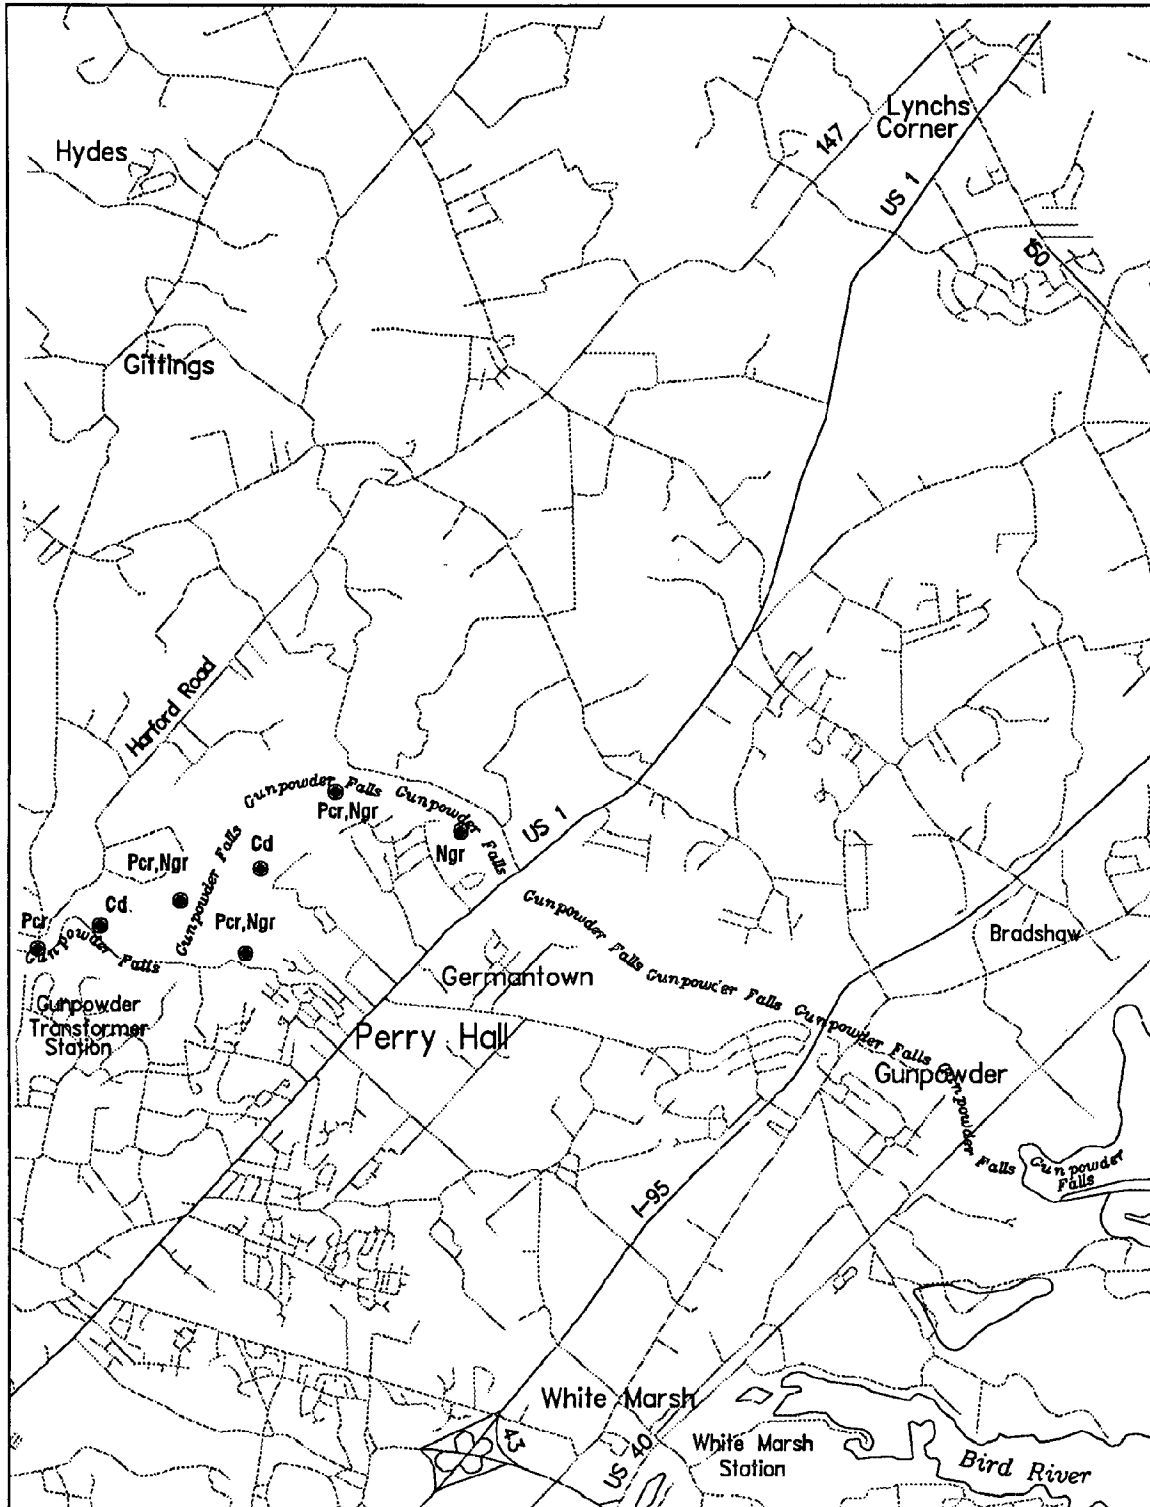 Lynchs
Corner
147
Hydes
US 1
160
Gittings
Harford Road
Gunpowder Falls
Gunpowder
Falls
Pcr,Ngr
US 1
Ngr
Cd
Pcr,Ngr
Gunpowder Falls
Cd.
Pcr
Pcr,Ngr
Gunpowder Falls
Gunpowder Falls
Bradshaw
Germantown
Gunpowder Falls
Gunpowder
Transformer
Station
Perry Hall
Gunpowder Falls
Gunpowder
Gunpowder Falls
Gunpowder
Falls
I-95
White Marsh
43
US 40
White Marsh
Station
Bird River